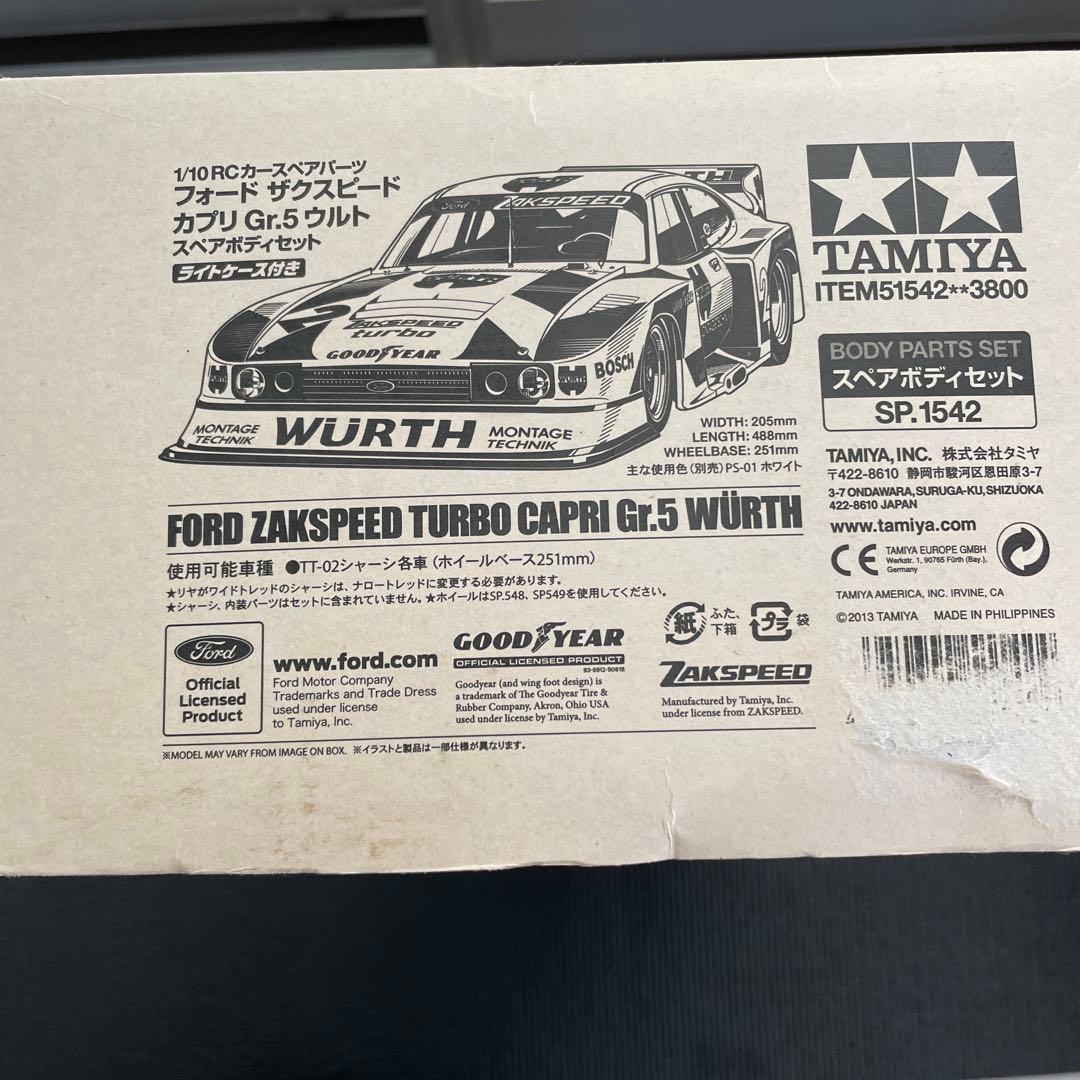 1/10 RCカースペアパーツ
フォード ザクスピード
カプリ Gr.5 ウルト
スペアボディセット
ライトケース付き
Ford
ZAKSPEED
2
ZAKSPEED
turbo
GOOD YEAR
Ford
WÜRTH
BOSCH
MONTAGE
TECHNIK
WÜRTH
MONTAGE
TECHNIK
WIDTH: 205mm
LENGTH: 488mm
WHEELBASE: 251mm
主な使用色(別売)PS-01 ホワイト
FORD ZAKSPEED TURBO CAPRI Gr.5 WÜRTH
使用可能車種 ●TT-02シャーシ各車(ホイールベース251mm)
★リヤがワイドトレッドのシャーシは、ナロートレッドに変更する必要があります。
★シャーシ、内装パーツはセットに含まれていません。★ホイールはSP.548、SP549を使用してください。
Ford
Official
Licensed
Product
www.ford.com
Ford Motor Company
Trademarks and Trade Dress
used under license
to Tamiya, Inc.
GOODYEAR
OFFICIAL LICENSED PRODUCT
93-6912-50618
Goodyear (and wing foot design) is
a trademark of The Goodyear Tire &
Rubber Company, Akron, Ohio USA
used under license by Tamiya, Inc.
紙
ふた、
下箱
プラ
袋
ZAKSPEED
Manufactured by Tamiya, Inc.
under license from ZAKSPEED.
※MODEL MAY VARY FROM IMAGE ON BOX. ※イラストと製品は一部仕様が異なります。
TAMIYA
ITEM51542**3800
BODY PARTS SET
スペアボディセット
SP.1542
TAMIYA, INC. 株式会社タミヤ
〒422-8610 静岡市駿河区恩田原3-7
3-7 ONDAWARA, SURUGA-KU, SHIZUOKA
422-8610 JAPAN
www.tamiya.com
CE
TAMIYA EUROPE GMBH
Werkstr. 1, 90765 Fürth (Bay.),
Germany
TAMIYA AMERICA, INC. IRVINE, CA
©2013 TAMIYA MADE IN PHILIPPINES
4